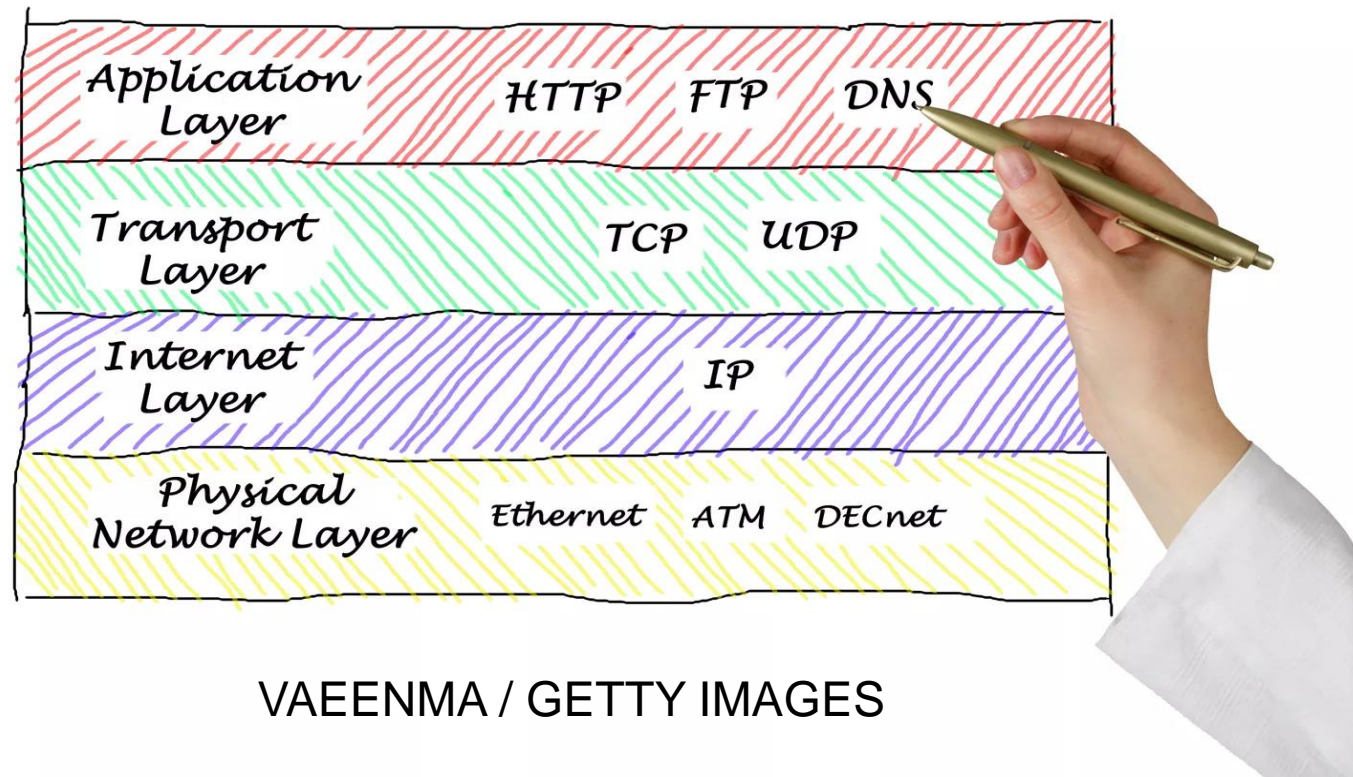 Application
Layer
HTTP FTP DNS
Transport
Layer
TCP UDP
Internet
Layer
IP
Physical
Network Layer
Ethernet ATM DECnet
VAEENMA / GETTY IMAGES